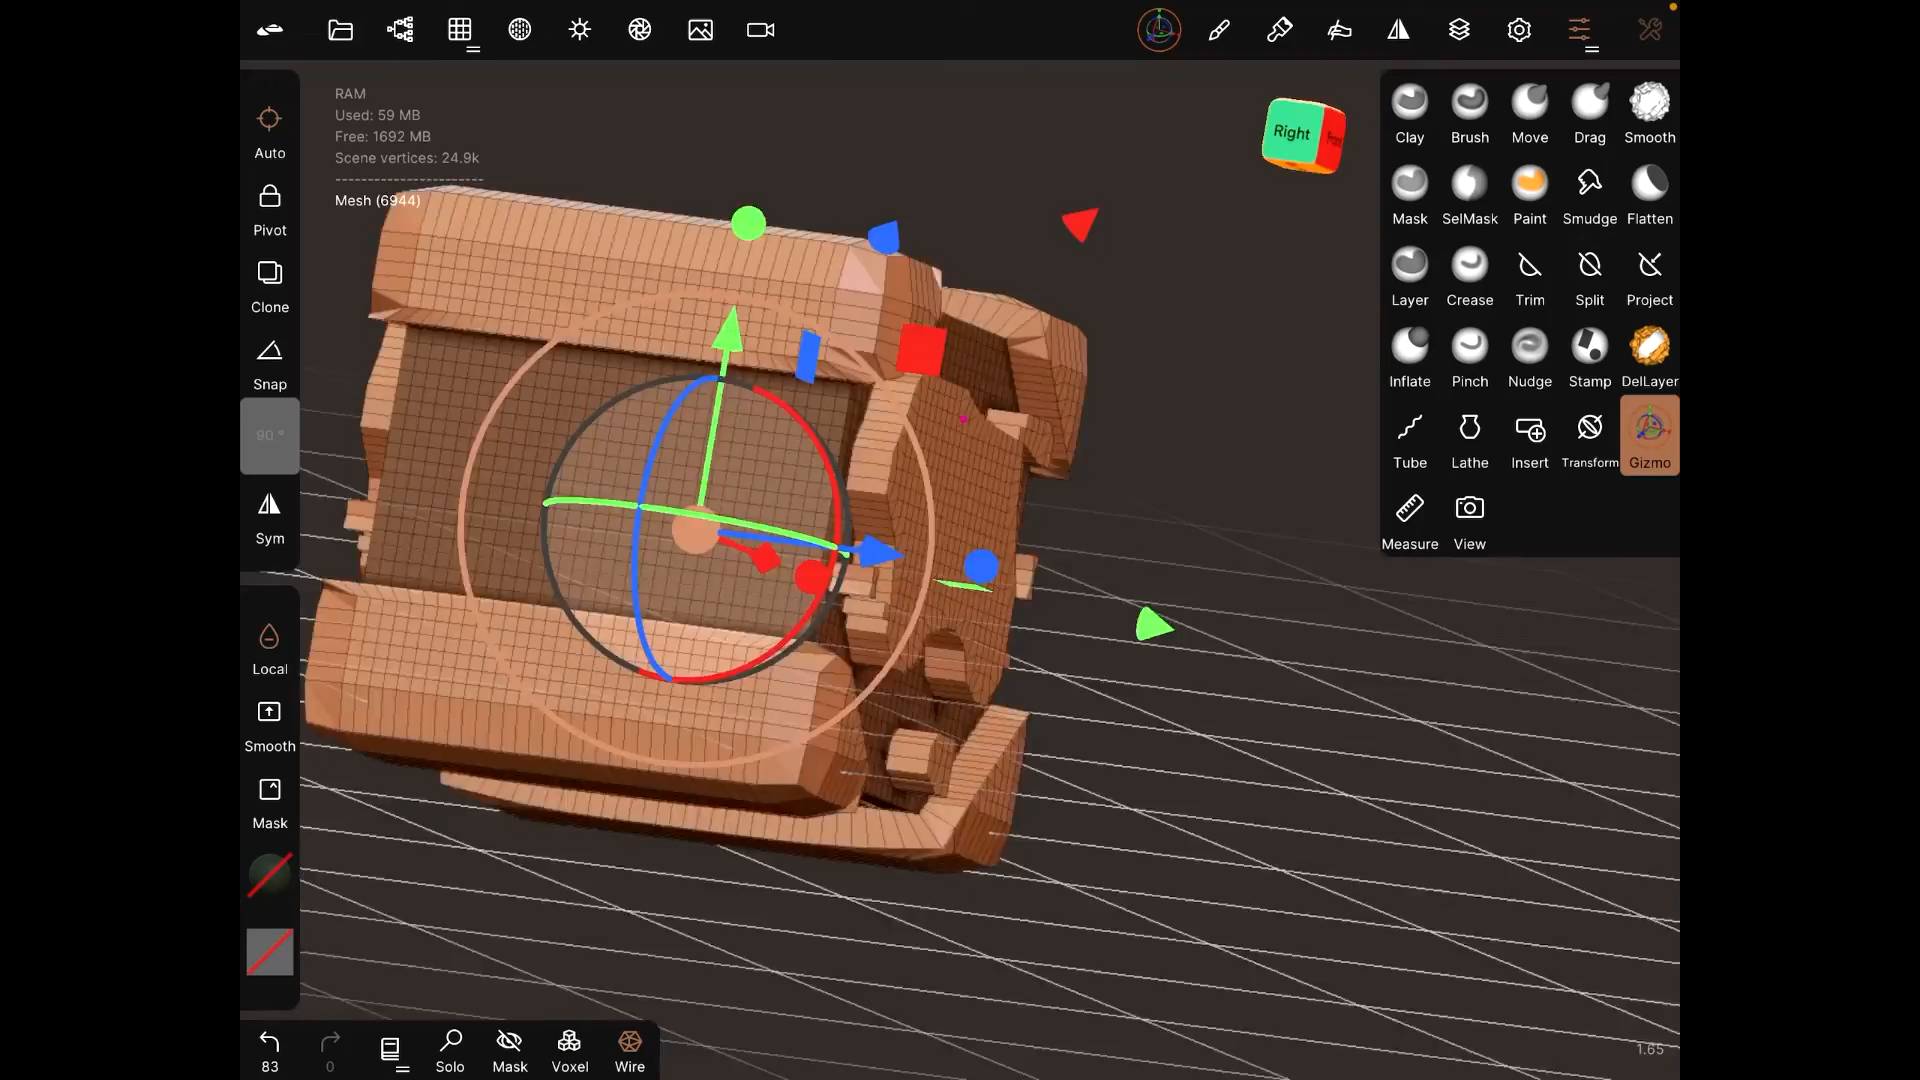 RAM
Used: 59 MB
Free: 1692 MB
Scene vertices: 24.9k
Mesh (6944)
Auto
Pivot
Clone
Snap
90 °
Sym
Local
Smooth
Mask
83
0
Solo
Mask
Voxel
Wire
Right
Clay
Brush
Move
Drag
Smooth
Mask
SelMask
Paint
Smudge
Flatten
Layer
Crease
Trim
Split
Project
Inflate
Pinch
Nudge
Stamp
DelLayer
Tube
Lathe
Insert
Transform
Gizmo
Measure
View
1.65